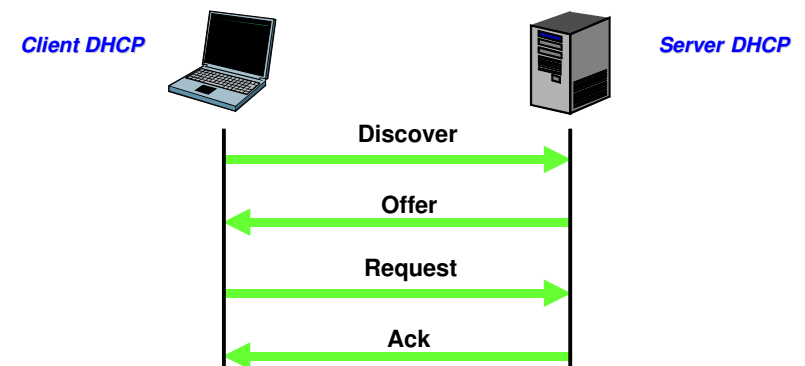 Client DHCP
Server DHCP
Discover
Offer
Request
Ack